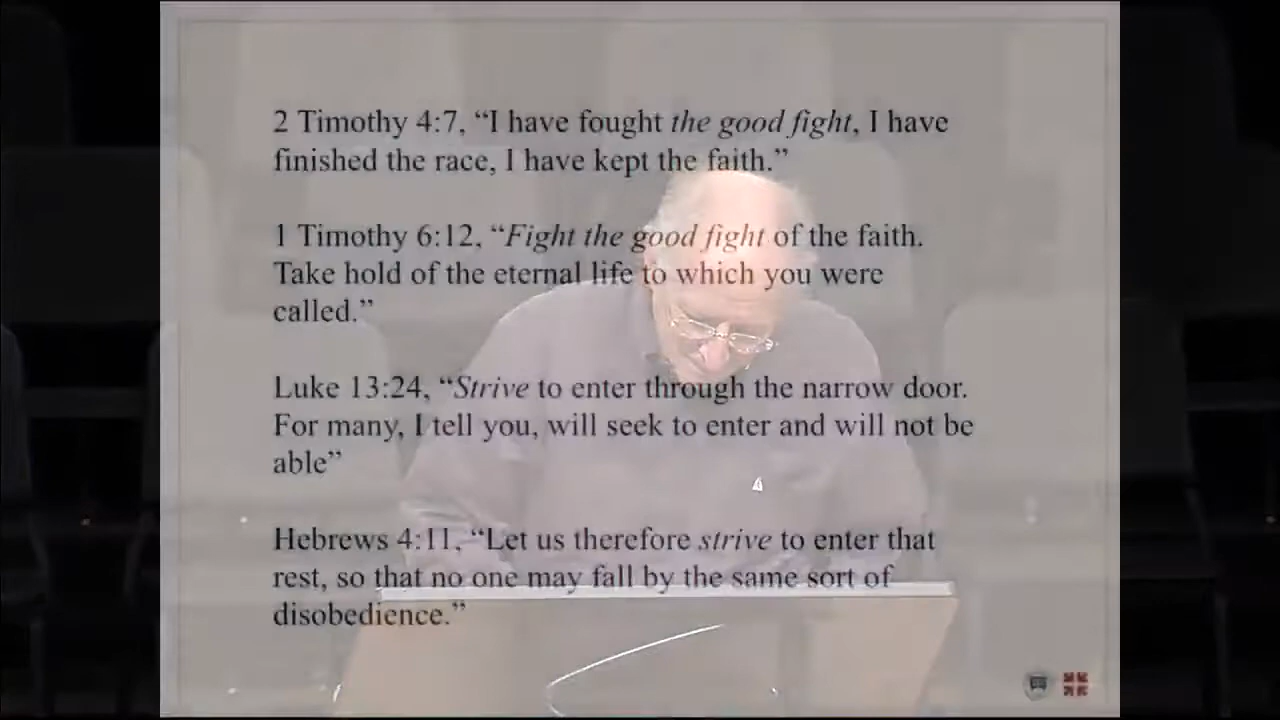 2 Timothy 4:7, “I have fought the good fight, I have
finished the race, I have kept the faith.”
1 Timothy 6:12, “Fight the good fight of the faith.
Take hold of the eternal life to which you were
called.”
Luke 13:24, “Strive to enter through the narrow door.
For many, I tell you, will seek to enter and will not be
able”
Hebrews 4:11, “Let us therefore strive to enter that
rest, so that no one may fall by the same sort of
disobedience.”